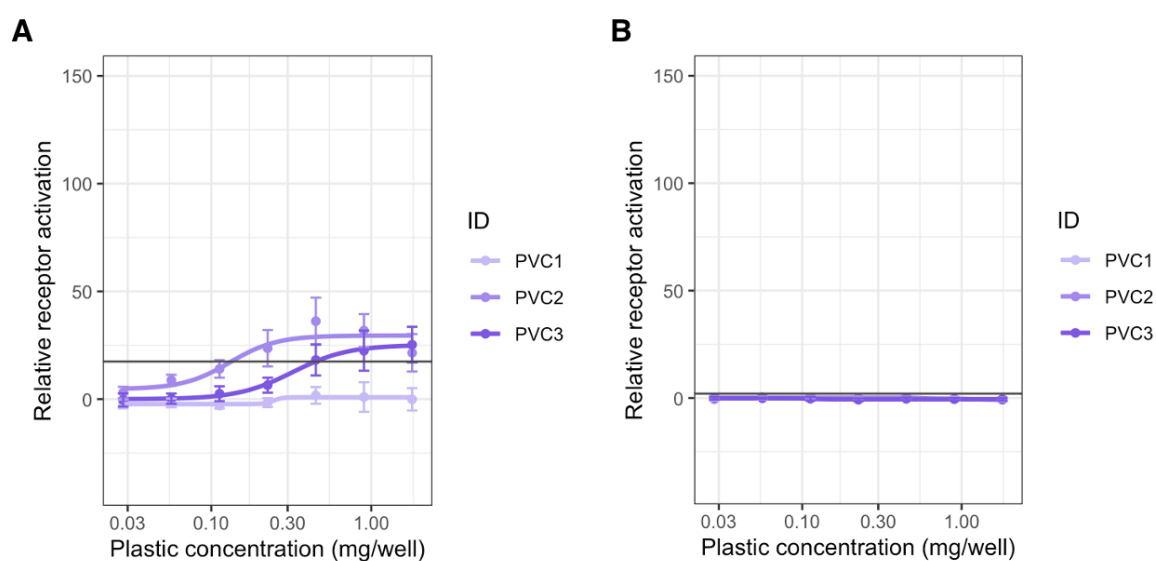 A
B
Relative receptor activation
150
100
50
0
0.03
0.10
0.30
1.00
Plastic concentration (mg/well)
ID
PVC1
PVC2
PVC3
Relative receptor activation
150
100
50
0
0.03
0.10
0.30
1.00
Plastic concentration (mg/well)
ID
PVC1
PVC2
PVC3